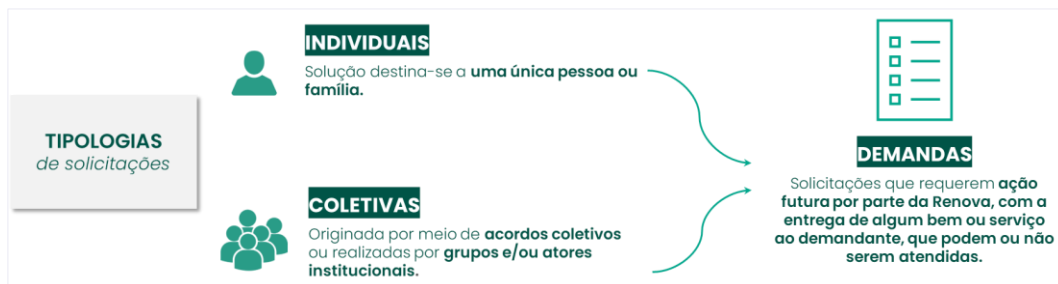 TIPOLOGIAS
de solicitações
INDIVIDUAIS
Solução destina-se a uma única pessoa ou
família.
COLETIVAS
Originada por meio de acordos coletivos
ou realizadas por grupos e/ou atores
institucionais.
DEMANDAS
Solicitações que requerem ação
futura por parte da Renova, com a
entrega de algum bem ou serviço
ao demandante, que podem ou não
serem atendidas.